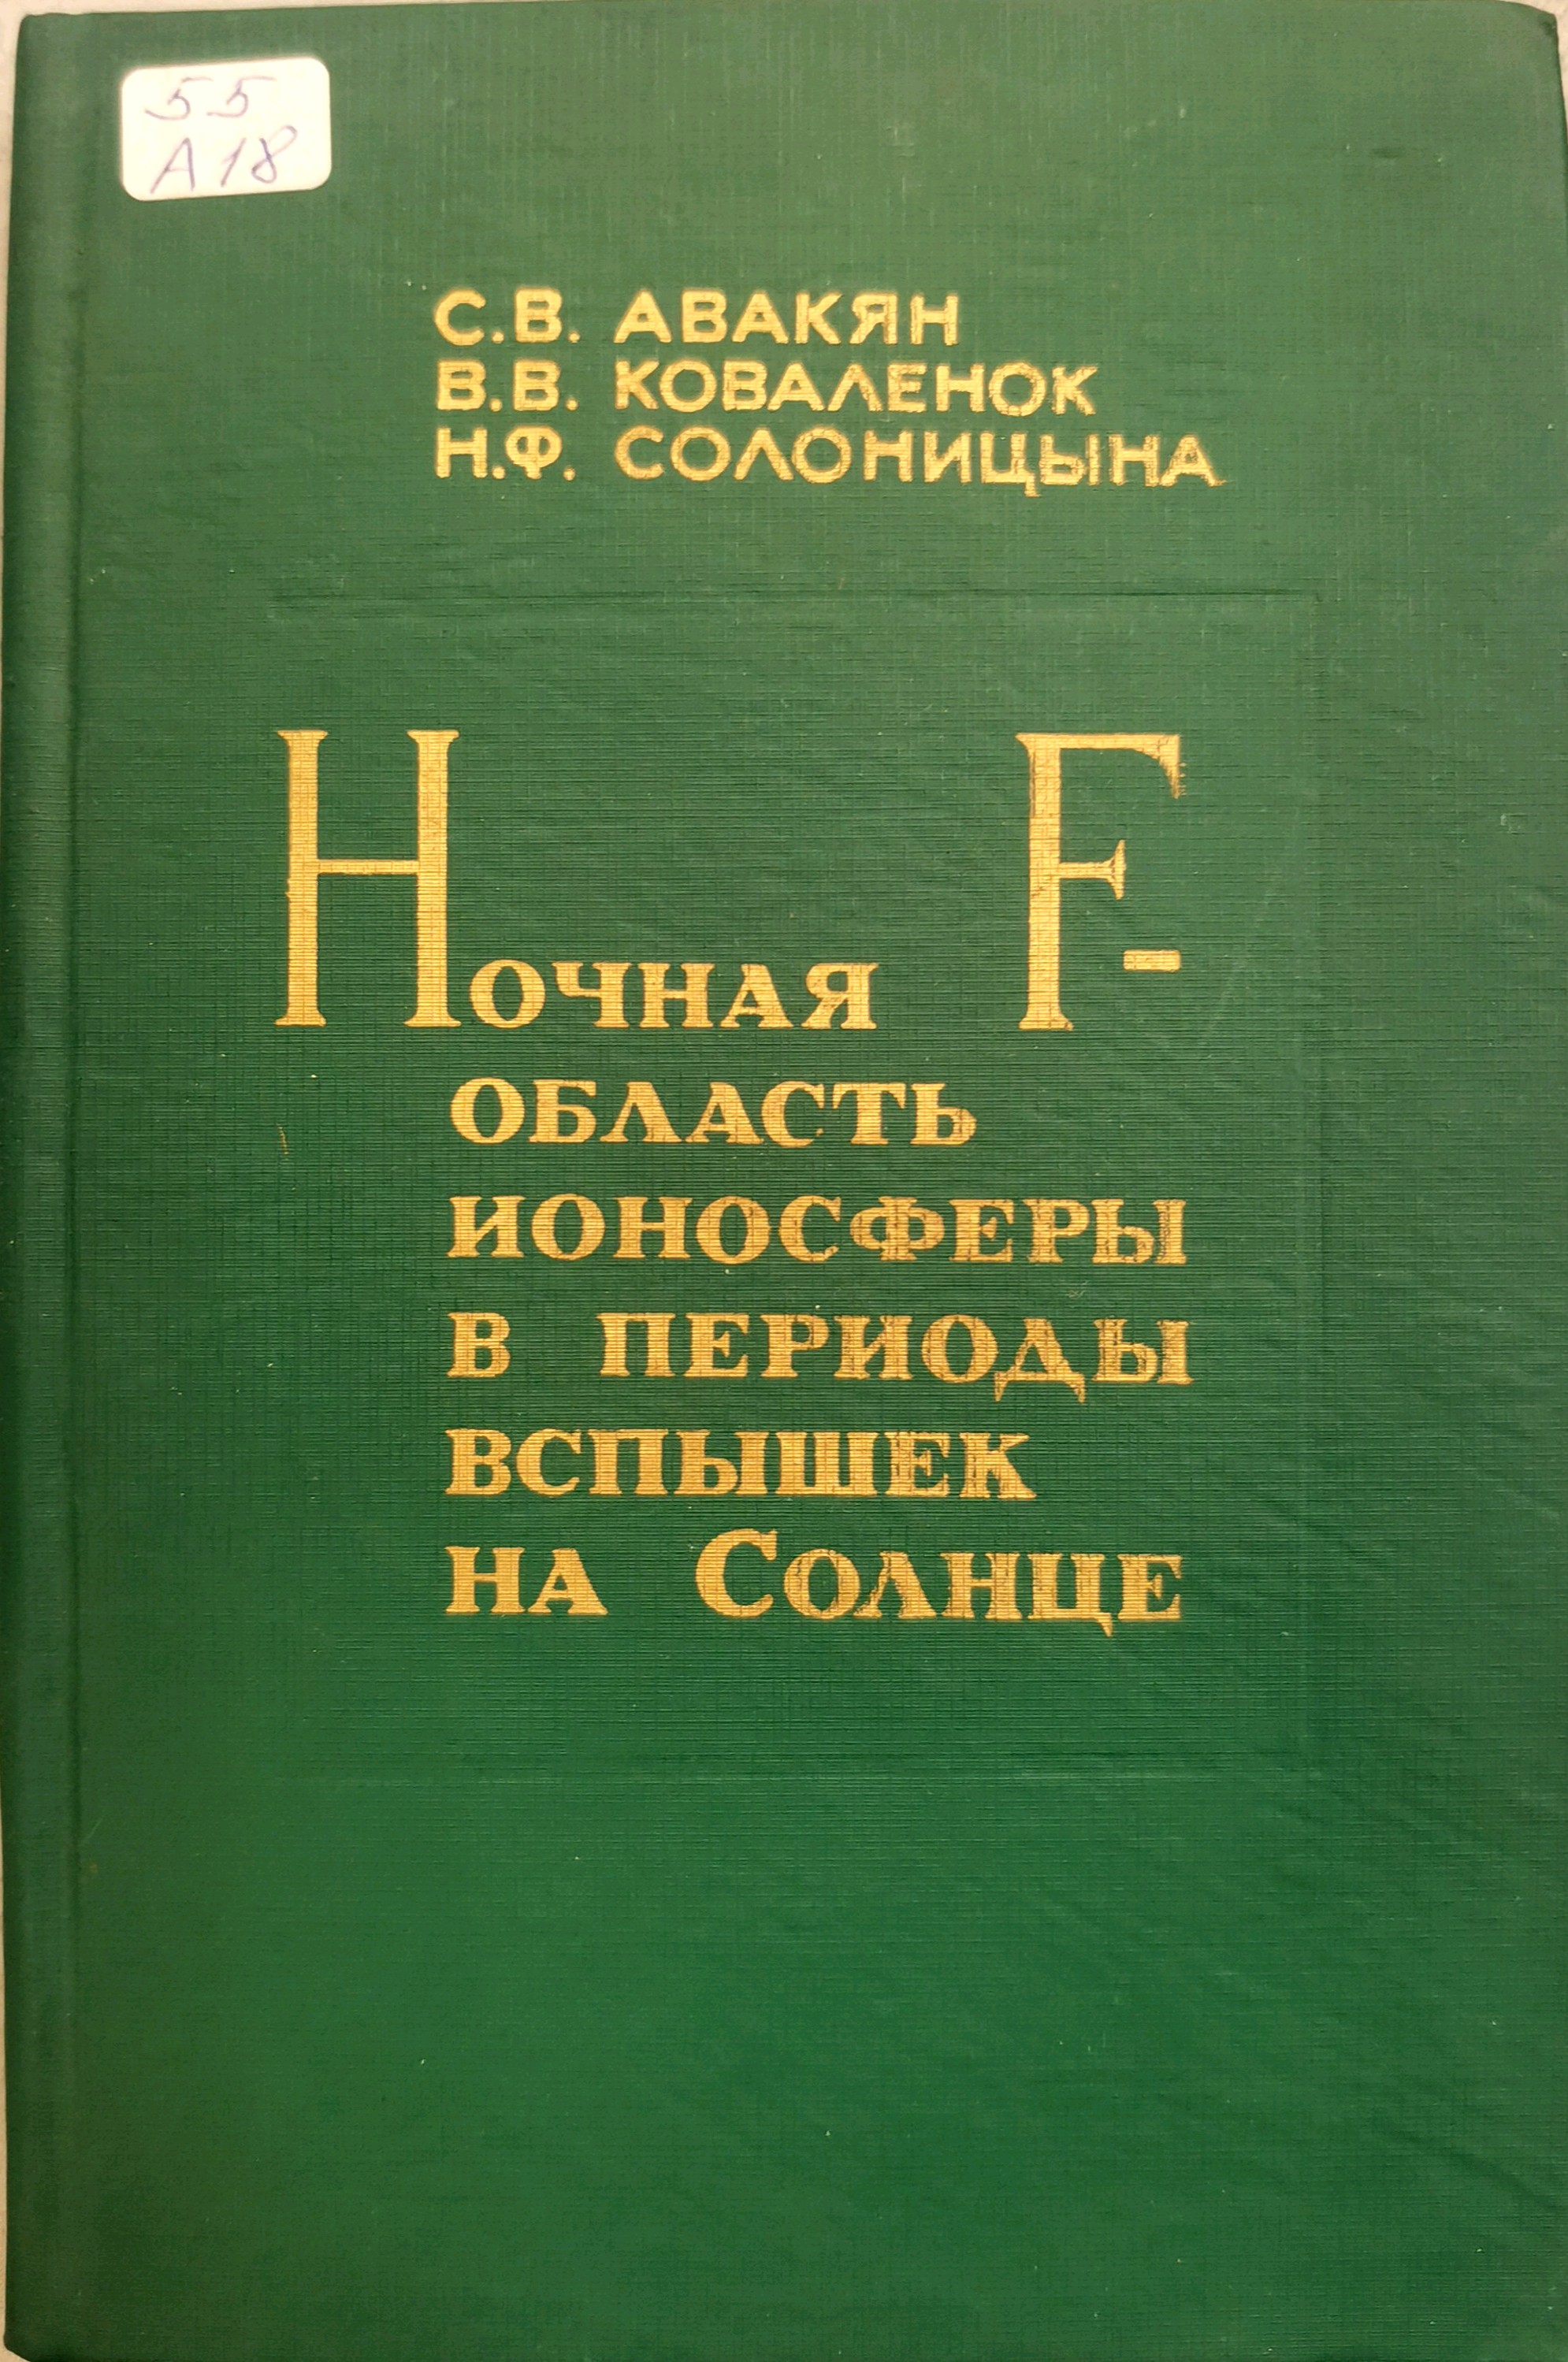 55
А18
С.В. АВАКЯН
В.В. КОВАЛЕНОК
Н.Ф. СОЛОНИЦЫНА
НОЧНАЯ F-
ОБЛАСТЬ
ИОНОСФЕРЫ
В ПЕРИОДЫ
ВСПЫШЕК
НА СОЛНЦЕ